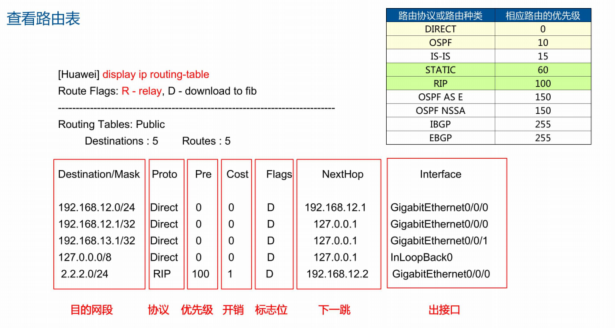 查看路由表
路由协议或路由种类 相应路由的优先级
DIRECT 0
OSPF 10
IS-IS 15
STATIC 60
RIP 100
OSPF AS E 150
OSPF NSSA 150
IBGP 255
EBGP 255
[Huawei] display ip routing-table
Route Flags: R - relay, D - download to fib
------------------------------------------------------------------------
Routing Tables: Public
Destinations : 5 Routes : 5
Destination/Mask Proto Pre Cost Flags NextHop Interface
192.168.12.0/24 Direct 0 0 D 192.168.12.1 GigabitEthernet0/0/0
192.168.12.1/32 Direct 0 0 D 127.0.0.1 GigabitEthernet0/0/0
192.168.13.1/32 Direct 0 0 D 127.0.0.1 GigabitEthernet0/0/1
127.0.0.0/8 Direct 0 0 D 127.0.0.1 InLoopBack0
2.2.2.0/24 RIP 100 1 D 192.168.12.2 GigabitEthernet0/0/0
目的网段 协议 优先级 开销 标志位 下一跳 出接口